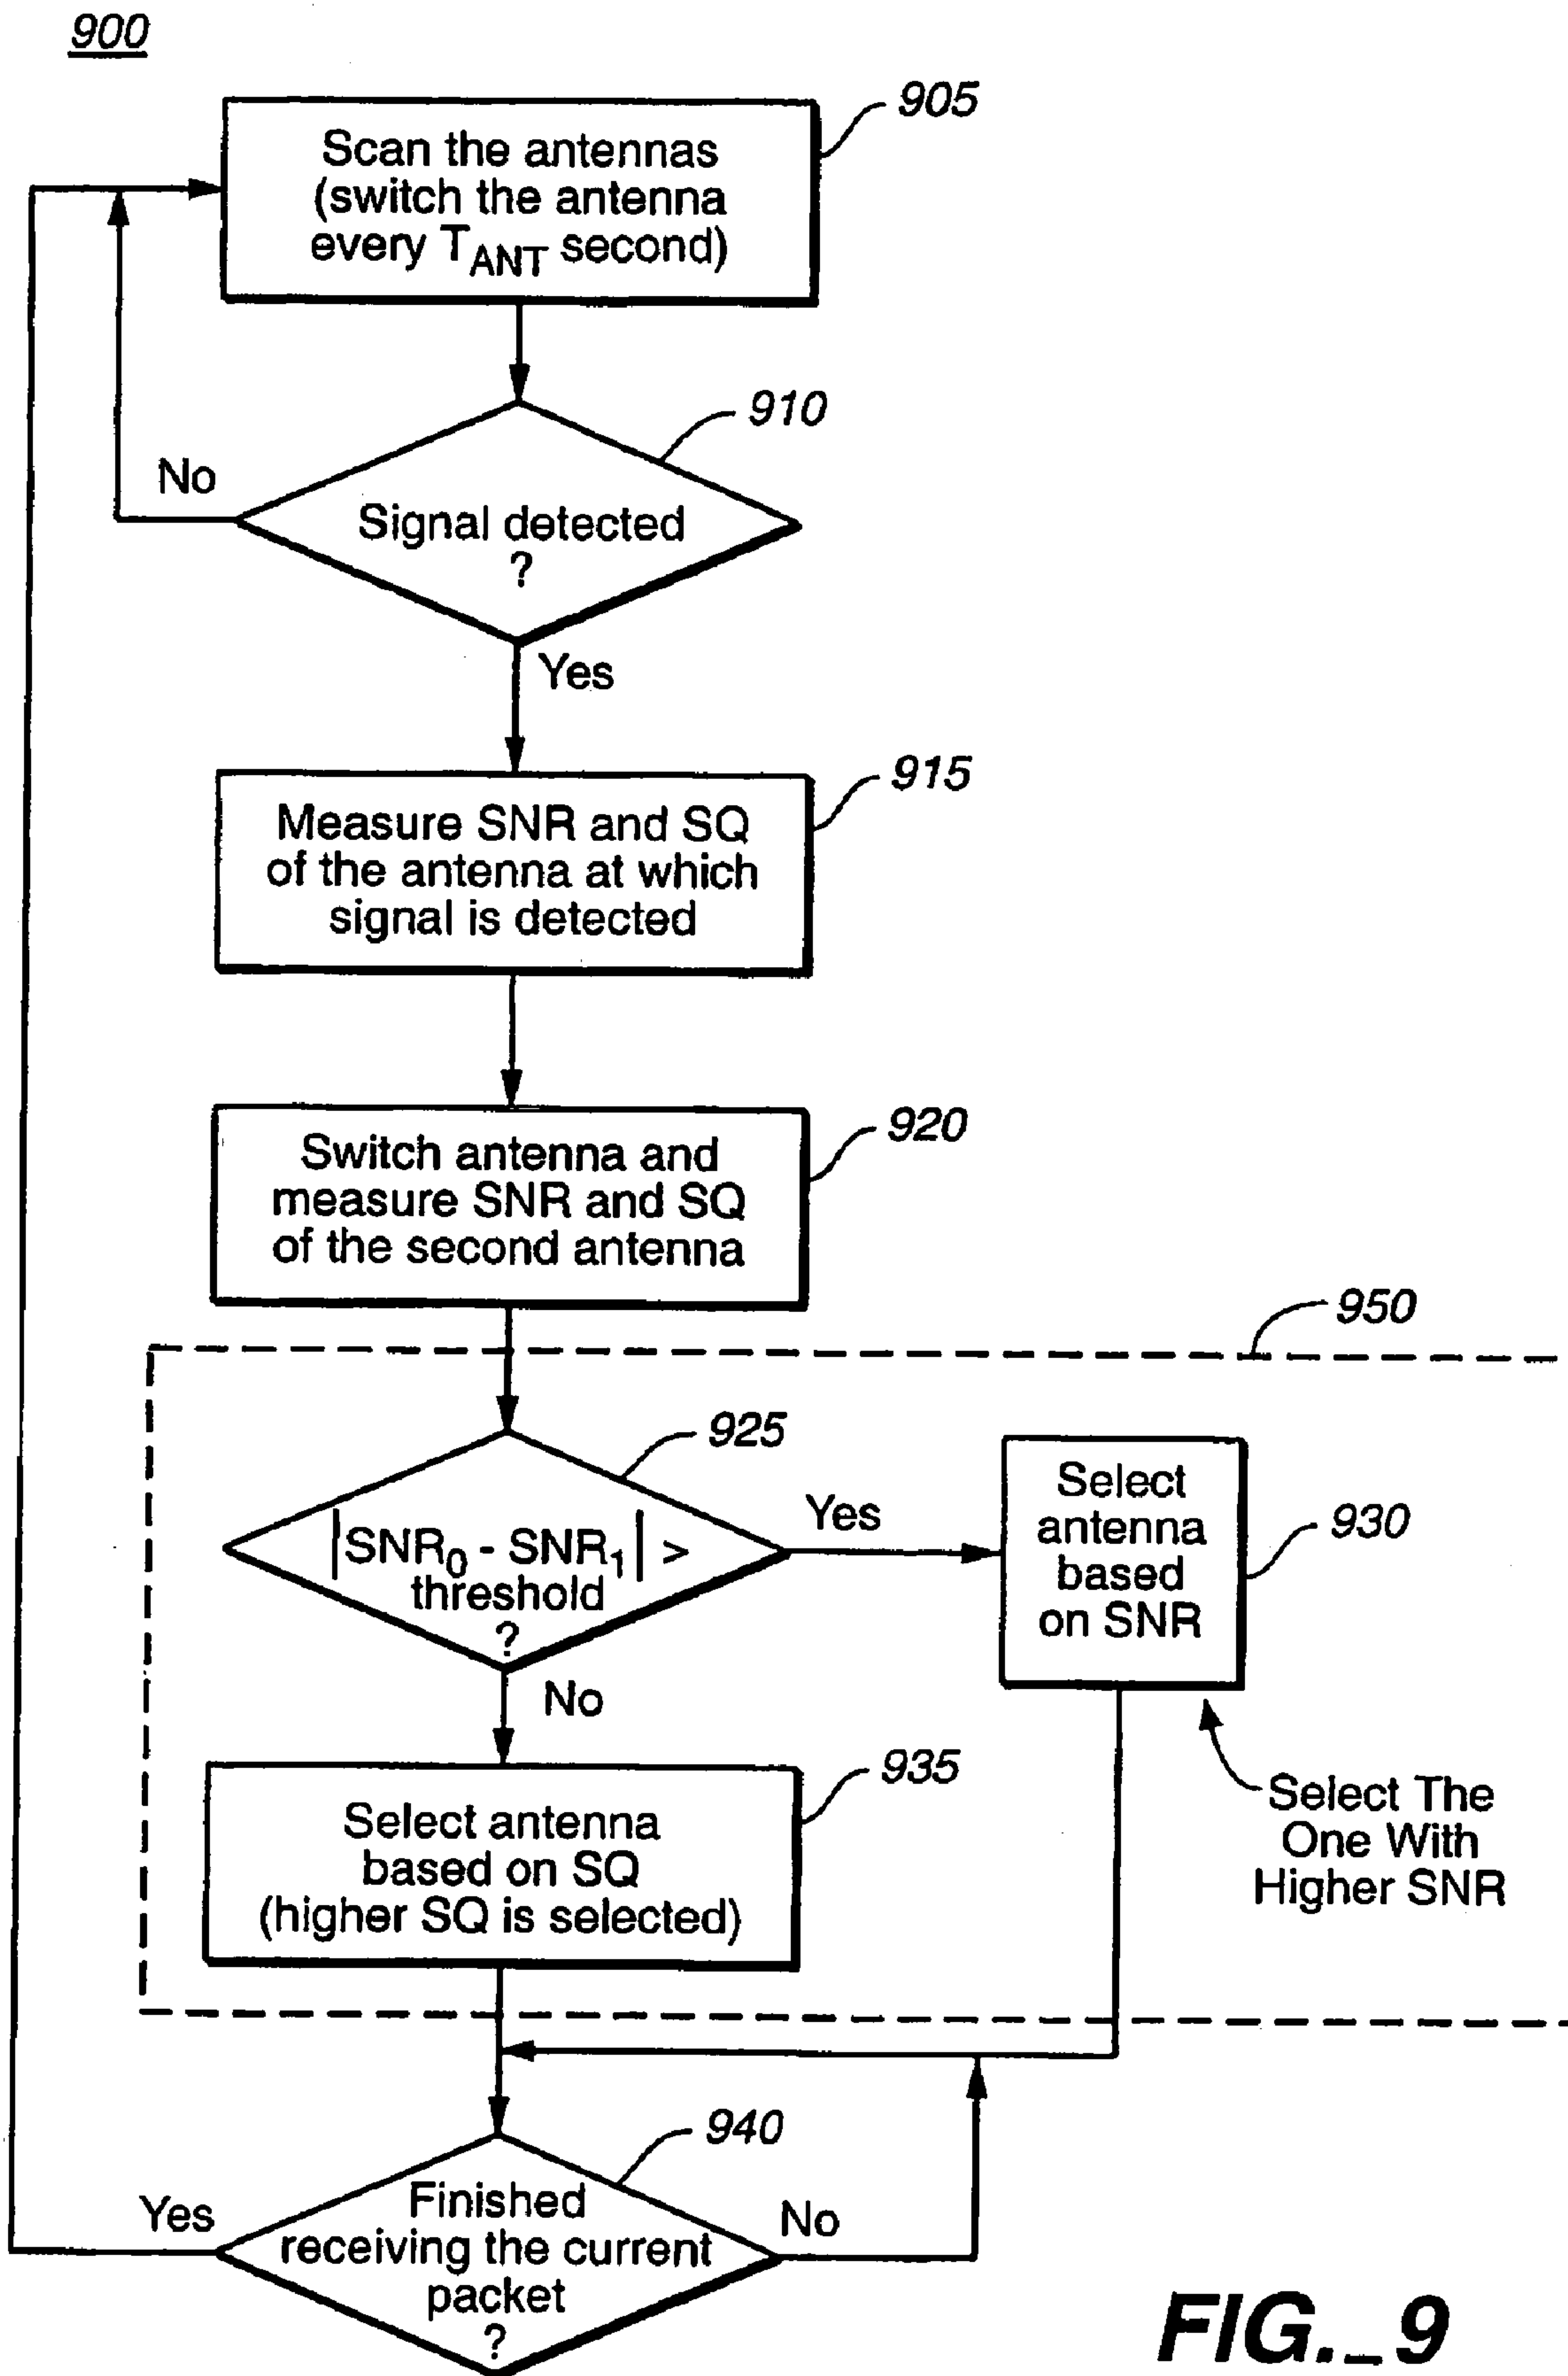 900
905
Scan the antennas
(switch the antenna
every T_ANT second)
910
No
Signal detected
?
Yes
915
Measure SNR and SQ
of the antenna at which
signal is detected
920
Switch antenna and
measure SNR and SQ
of the second antenna
950
925
|SNR₀ - SNR₁| >
threshold
?
Yes
930
Select
antenna
based
on SNR
No
935
Select antenna
based on SQ
(higher SQ is selected)
Select The
One With
Higher SNR
940
Yes
Finished
receiving the current
packet
?
No
FIG._9